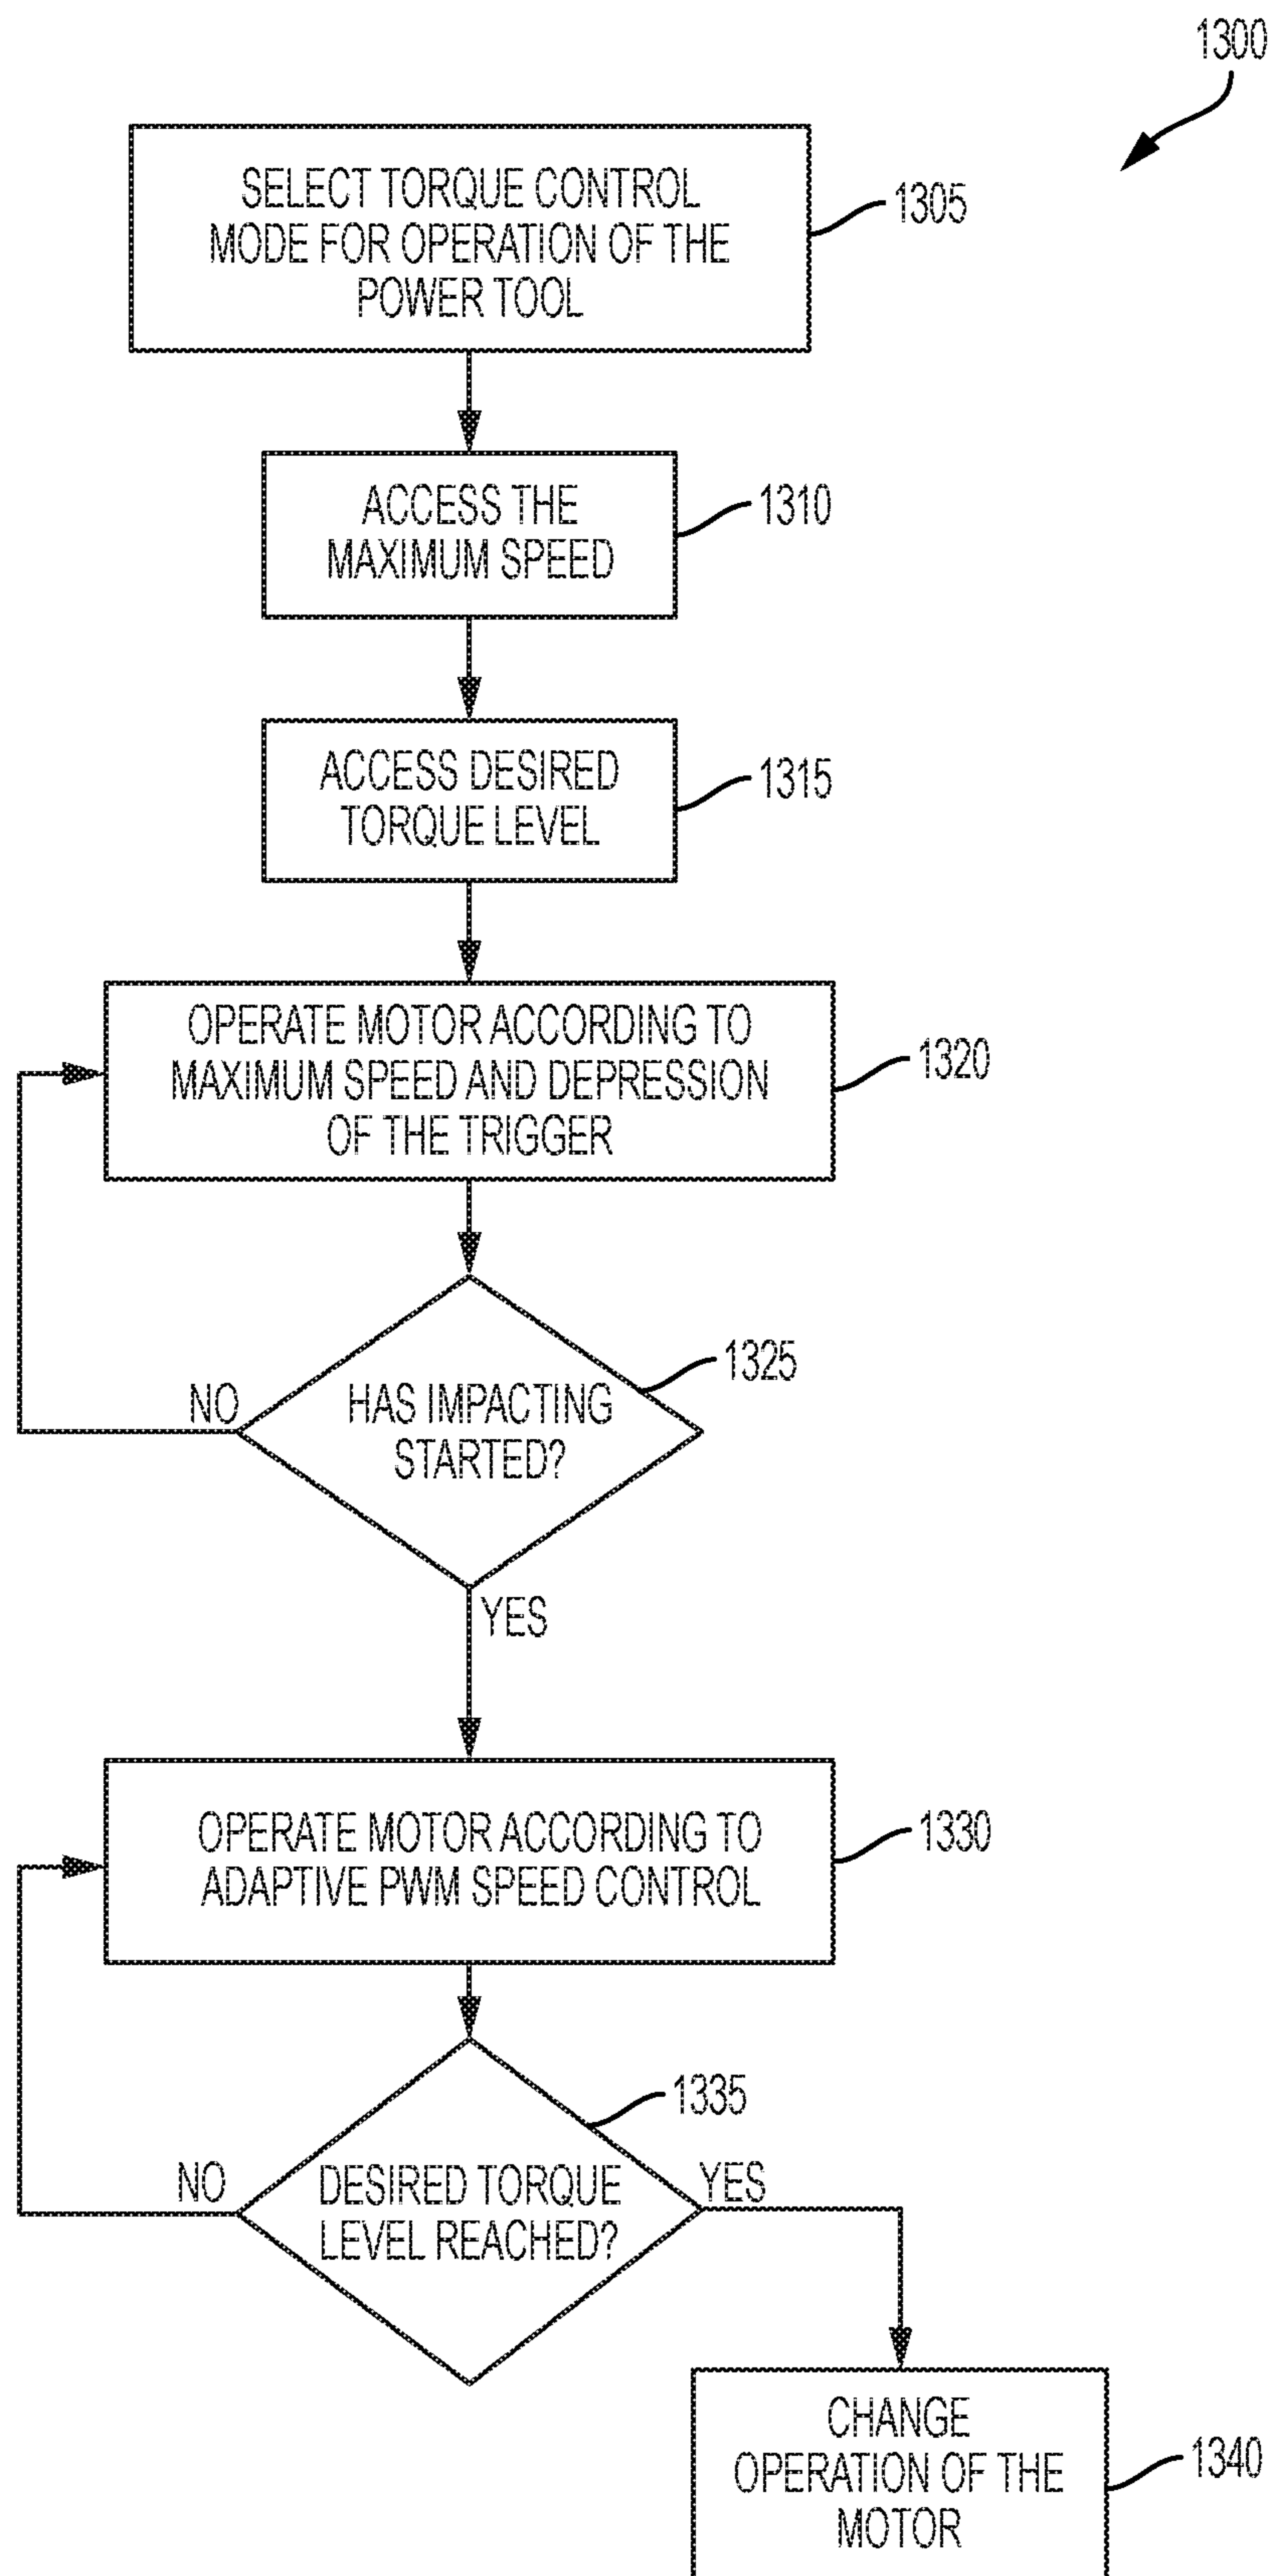 1300
SELECT TORQUE CONTROL
MODE FOR OPERATION OF THE
POWER TOOL
1305
ACCESS THE
MAXIMUM SPEED
1310
ACCESS DESIRED
TORQUE LEVEL
1315
OPERATE MOTOR ACCORDING TO
MAXIMUM SPEED AND DEPRESSION
OF THE TRIGGER
1320
HAS IMPACTING
STARTED?
1325
NO
YES
OPERATE MOTOR ACCORDING TO
ADAPTIVE PWM SPEED CONTROL
1330
DESIRED TORQUE
LEVEL REACHED?
1335
NO
YES
CHANGE
OPERATION OF THE
MOTOR
1340